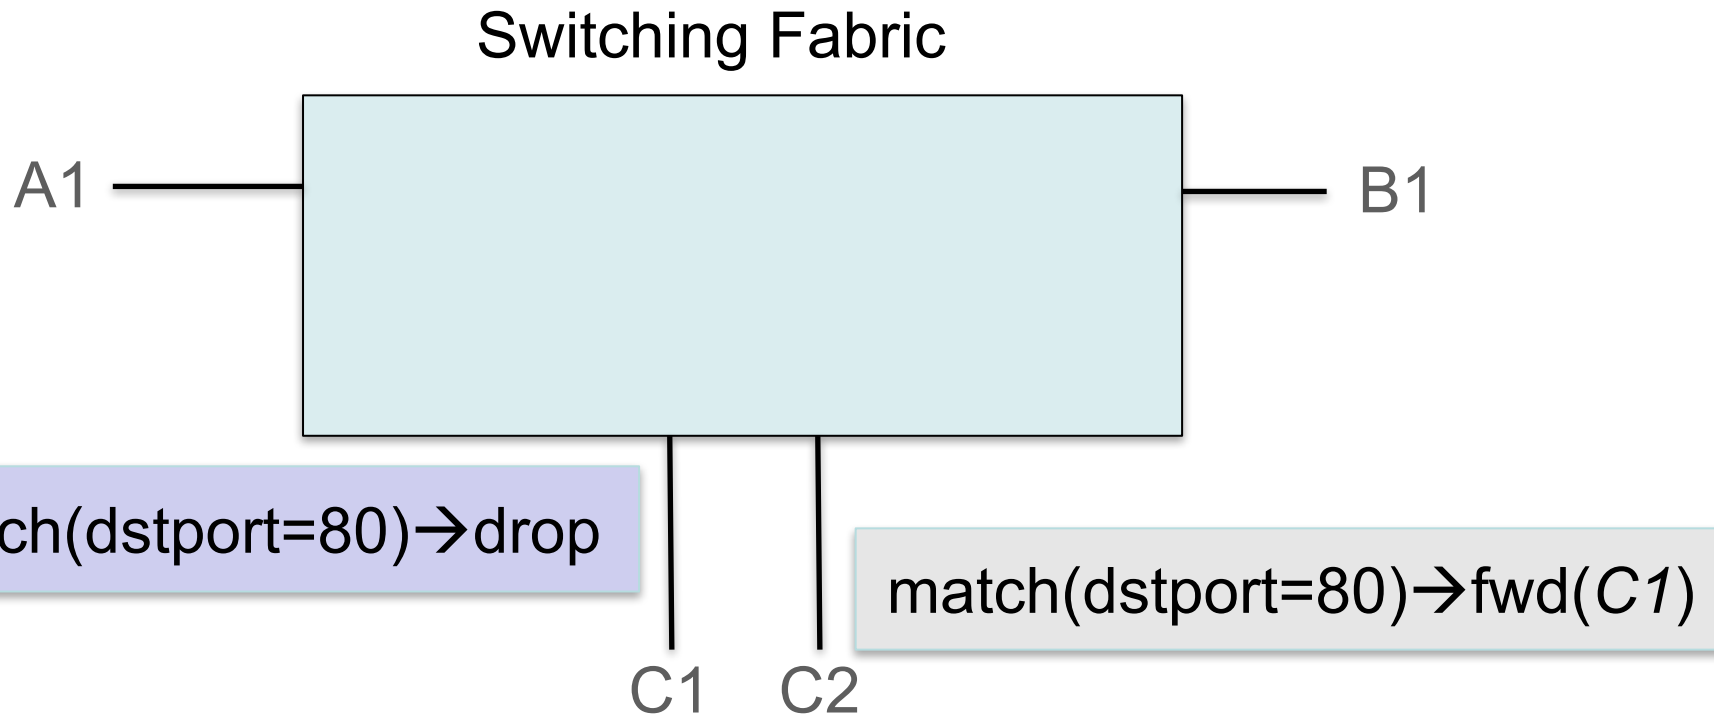 Switching Fabric
A1
B1
ch(dstport=80)→drop
match(dstport=80)→fwd(C1)
C1
C2